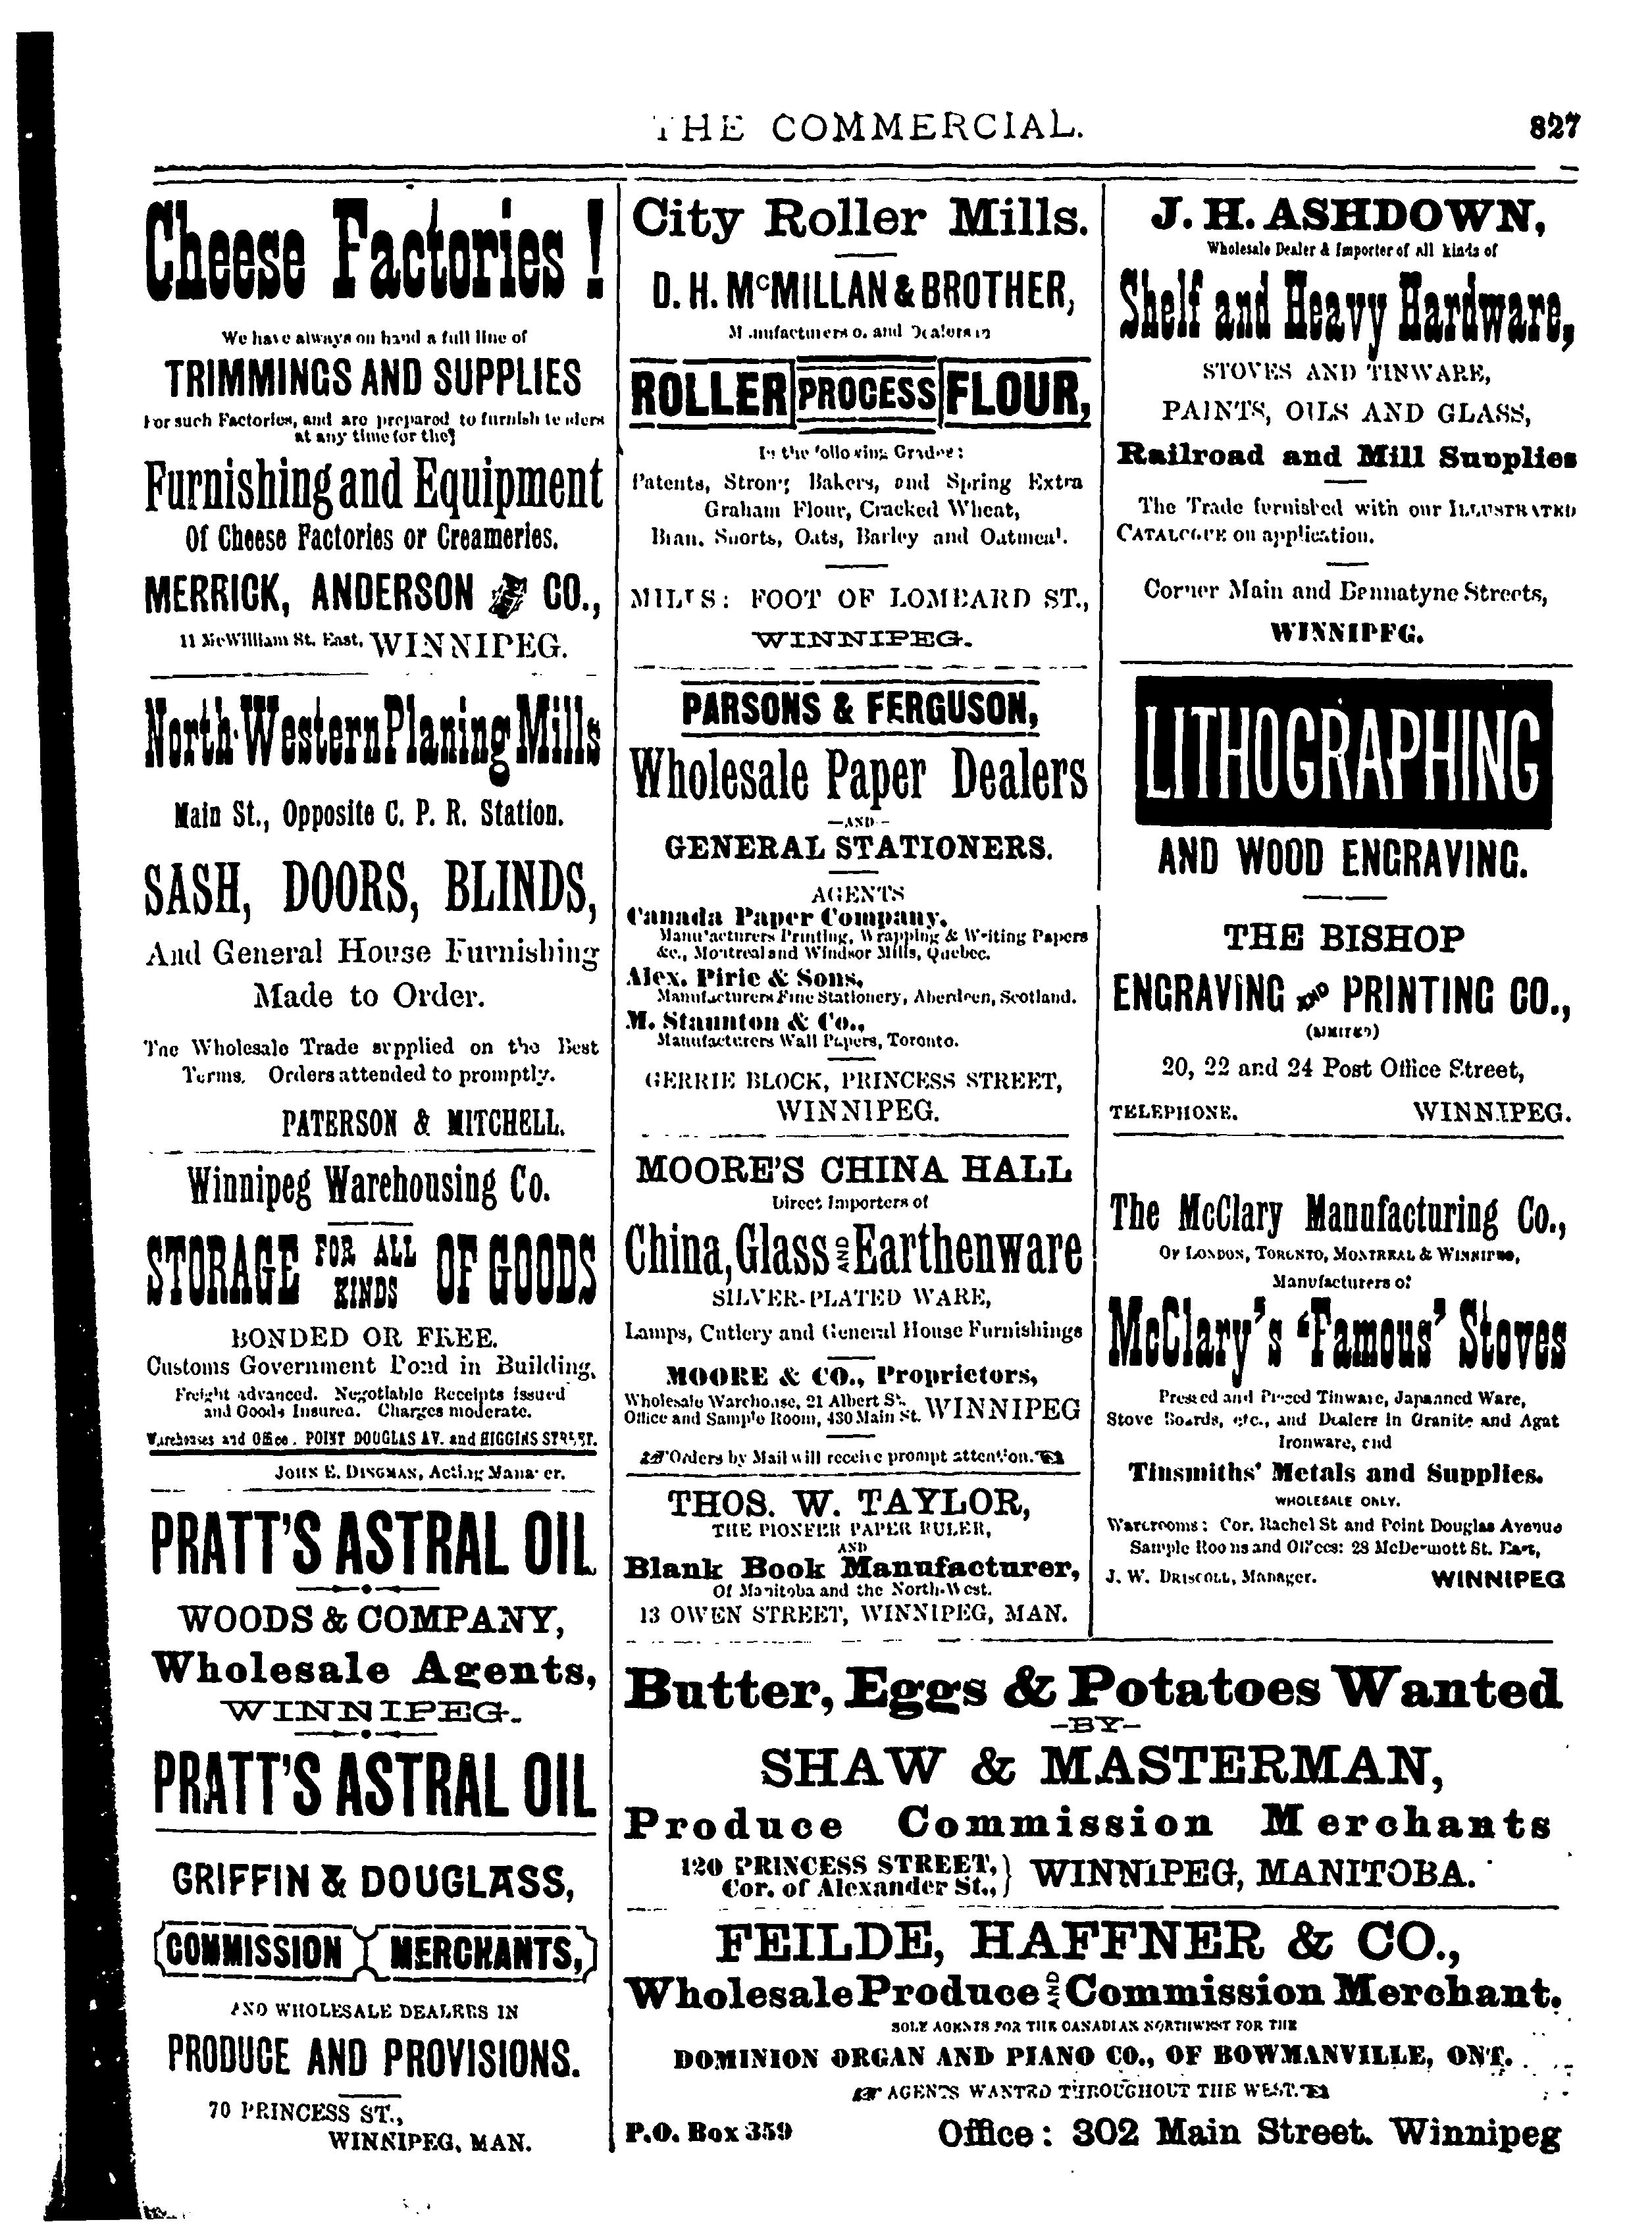 THE COMMERCIAL.
827
Cheese Factories !
We have always on hand a full line of
TRIMMINGS AND SUPPLIES
For such Factories, and are prepared to furnish tenders
at any time for the
Furnishing and Equipment
Of Cheese Factories or Creameries.
MERRICK, ANDERSON & CO.,
11 McWilliam St. East, WINNIPEG.
North-Western Planing Mills
Main St., Opposite C. P. R. Station.
SASH, DOORS, BLINDS,
And General House Furnishing
Made to Order.
The Wholesale Trade supplied on the Best
Terms. Orders attended to promptly.
PATERSON & MITCHELL.
Winnipeg Warehousing Co.
STORAGE FOR ALL KINDS OF GOODS
BONDED OR FREE.
Customs Government Bond in Building,
Freight advanced. Negotiable Receipts issued
and Goods Insured. Charges moderate.
Warehouses and Office, POINT DOUGLAS AV. and HIGGINS STREET.
JOHN E. DINGMAN, Acting Manager.
PRATT'S ASTRAL OIL
WOODS & COMPANY,
Wholesale Agents,
WINNIPEG.
PRATT'S ASTRAL OIL
GRIFFIN & DOUGLASS,
COMMISSION MERCHANTS,
AND WHOLESALE DEALERS IN
PRODUCE AND PROVISIONS.
70 PRINCESS ST.,
WINNIPEG, MAN.
City Roller Mills.
D. H. McMILLAN & BROTHER,
Manufacturers of and Dealers in
ROLLER PROCESS FLOUR,
In the following Grades:
Patents, Strong Bakers, and Spring Extra
Graham Flour, Cracked Wheat,
Bran, Shorts, Oats, Barley and Oatmeal.
MILLS: FOOT OF LOMBARD ST.,
WINNIPEG.
PARSONS & FERGUSON,
Wholesale Paper Dealers
—AND—
GENERAL STATIONERS.
AGENTS
Canada Paper Company,
Manufacturers Printing, Wrapping & Writing Papers
&c., Montreal and Windsor Mills, Quebec.
Alex. Pirie & Sons,
Manufacturers Fine Stationery, Aberdeen, Scotland.
M. Staunton & Co.,
Manufacturers Wall Papers, Toronto.
GERRIE BLOCK, PRINCESS STREET,
WINNIPEG.
MOORE'S CHINA HALL
Direct Importers of
China, Glass AND Earthenware
SILVER-PLATED WARE,
Lamps, Cutlery and General House Furnishings
MOORE & CO., Proprietors,
Wholesale Warehouse, 21 Albert St.
Office and Sample Room, 430 Main St. WINNIPEG
Orders by Mail will receive prompt attention.
THOS. W. TAYLOR,
THE PIONEER PAPER RULER,
AND
Blank Book Manufacturer,
Of Manitoba and the North-West.
13 OWEN STREET, WINNIPEG, MAN.
J. H. ASHDOWN,
Wholesale Dealer & Importer of all kinds of
Shelf and Heavy Hardware,
STOVES AND TINWARE,
PAINTS, OILS AND GLASS,
Railroad and Mill Supplies
The Trade furnished with our ILLUSTRATED
CATALOGUE on application.
Corner Main and Bannatyne Streets,
WINNIPEG.
LITHOGRAPHING
AND WOOD ENGRAVING.
THE BISHOP
ENGRAVING AND PRINTING CO.,
(LIMITED)
20, 22 and 24 Post Office Street,
TELEPHONE. WINNIPEG.
The McClary Manufacturing Co.,
OF LONDON, TORONTO, MONTREAL & WINNIPEG,
Manufacturers of
McClary's 'Famous' Stoves
Pressed and Pieced Tinware, Japanned Ware,
Stove Boards, etc., and Dealers in Granite and Agat
Ironware, and
Tinsmiths' Metals and Supplies.
WHOLESALE ONLY.
Warerooms: Cor. Rachel St and Point Douglas Avenue
Sample Rooms and Offices: 28 McDermott St. East,
J. W. DRISCOLL, Manager. WINNIPEG
Butter, Eggs & Potatoes Wanted
—BY—
SHAW & MASTERMAN,
Produce Commission Merchants
120 PRINCESS STREET,
Cor. of Alexander St., } WINNIPEG, MANITOBA.
FEILDE, HAFFNER & CO.,
Wholesale Produce AND Commission Merchant.
SOLE AGENTS FOR THE CANADIAN NORTHWEST FOR THE
DOMINION ORGAN AND PIANO CO., OF BOWMANVILLE, ONT.
AGENTS WANTED THROUGHOUT THE WEST.
P.O. Box 359 Office: 302 Main Street. Winnipeg